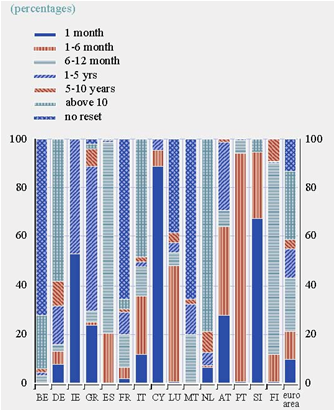 (percentages)
1 month
1-6 month
6-12 month
1-5 yrs
5-10 years
above 10
no reset
100 100
80 80
60 60
40 40
20 20
0 0
BE DE IE GR ES FR IT CY LU MT NL AT PT SI FI euro
area